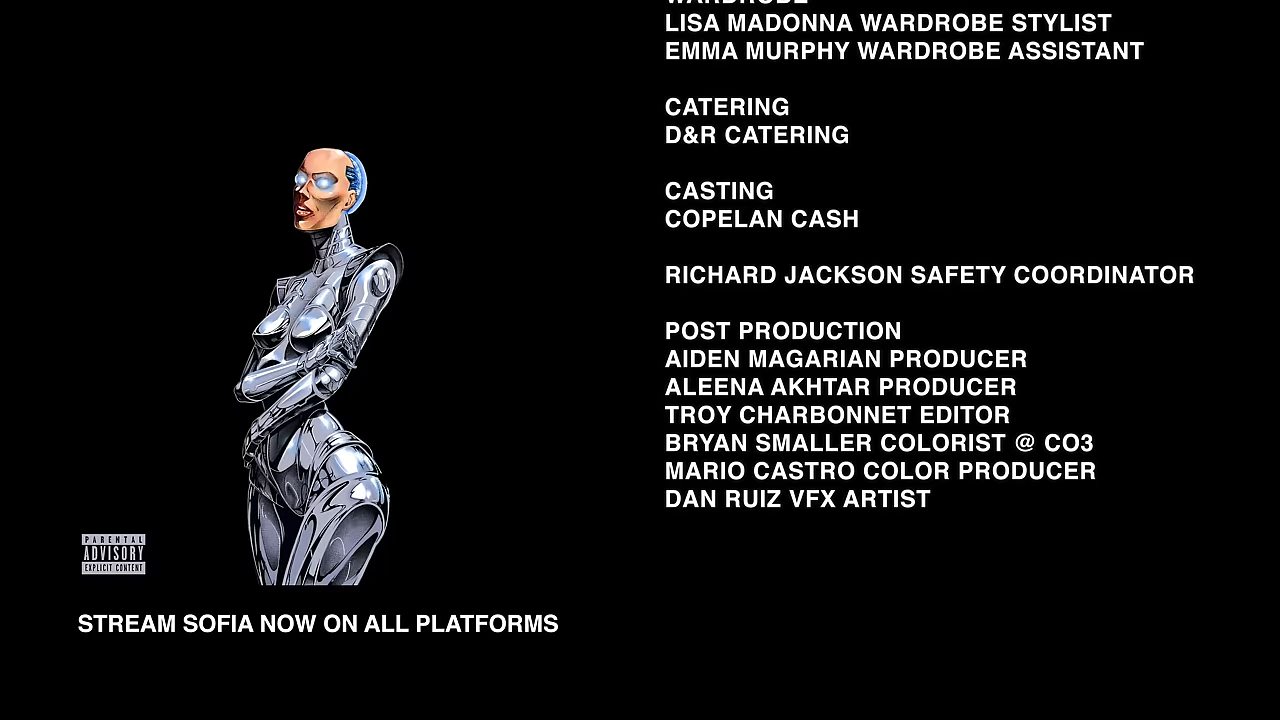 WARDROBE
LISA MADONNA WARDROBE STYLIST
EMMA MURPHY WARDROBE ASSISTANT
CATERING
D&R CATERING
CASTING
COPELAN CASH
RICHARD JACKSON SAFETY COORDINATOR
POST PRODUCTION
AIDEN MAGARIAN PRODUCER
ALEENA AKHTAR PRODUCER
TROY CHARBONNET EDITOR
BRYAN SMALLER COLORIST @ CO3
MARIO CASTRO COLOR PRODUCER
DAN RUIZ VFX ARTIST
PARENTAL
ADVISORY
EXPLICIT CONTENT
STREAM SOFIA NOW ON ALL PLATFORMS